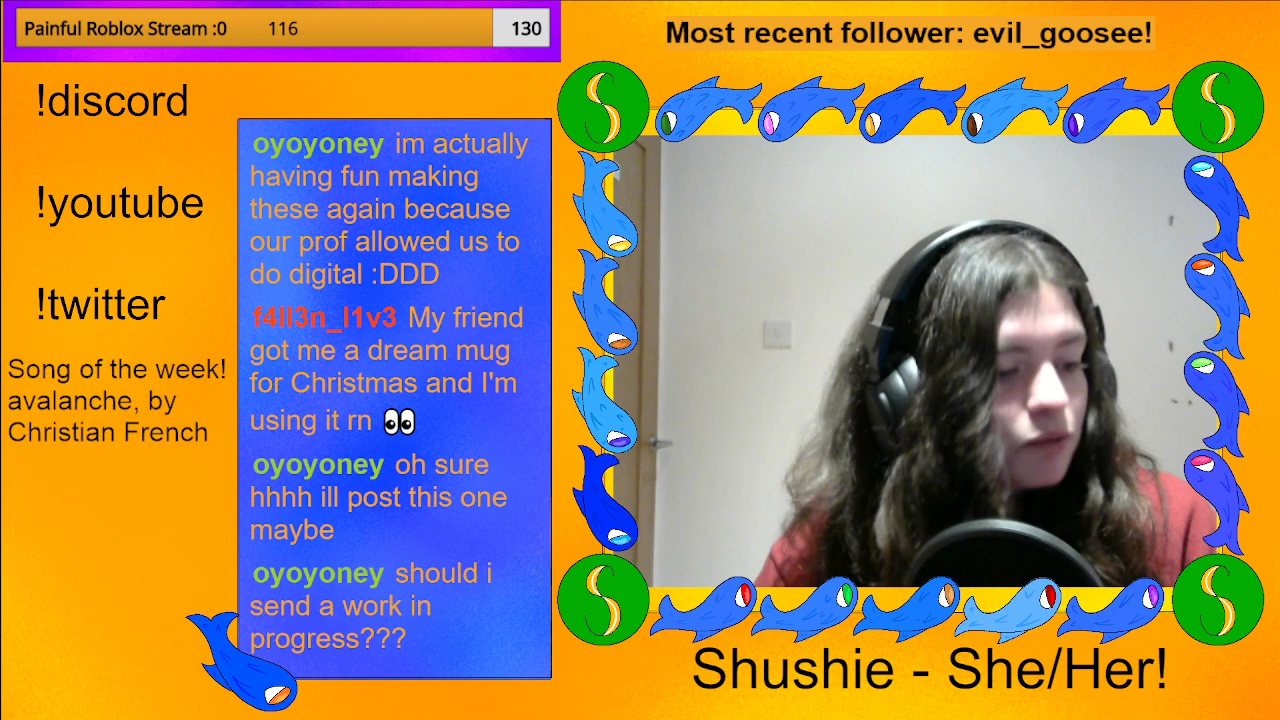 Painful Roblox Stream :0 116 130
Most recent follower: evil_goosee!
!discord
!youtube
!twitter
Song of the week!
avalanche, by
Christian French
oyoyoney im actually
having fun making
these again because
our prof allowed us to
do digital :DDD
f4ll3n_l1v3 My friend
got me a dream mug
for Christmas and I'm
using it rn 👀
oyoyoney oh sure
hhhh ill post this one
maybe
oyoyoney should i
send a work in
progress???
S S
S S
Shushie - She/Her!